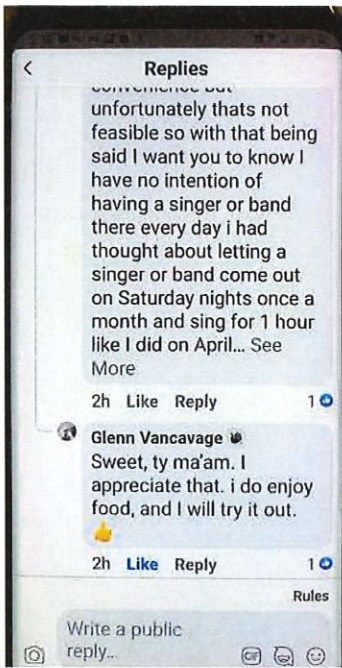 Replies
convenience but
unfortunately thats not
feasible so with that being
said I want you to know I
have no intention of
having a singer or band
there every day i had
thought about letting a
singer or band come out
on Saturday nights once a
month and sing for 1 hour
like I did on April... See
More
2h Like Reply 1
Glenn Vancavage
Sweet, ty ma'am. I
appreciate that. i do enjoy
food, and I will try it out.
👍
2h Like Reply 1
Rules
Write a public
reply...
GIF